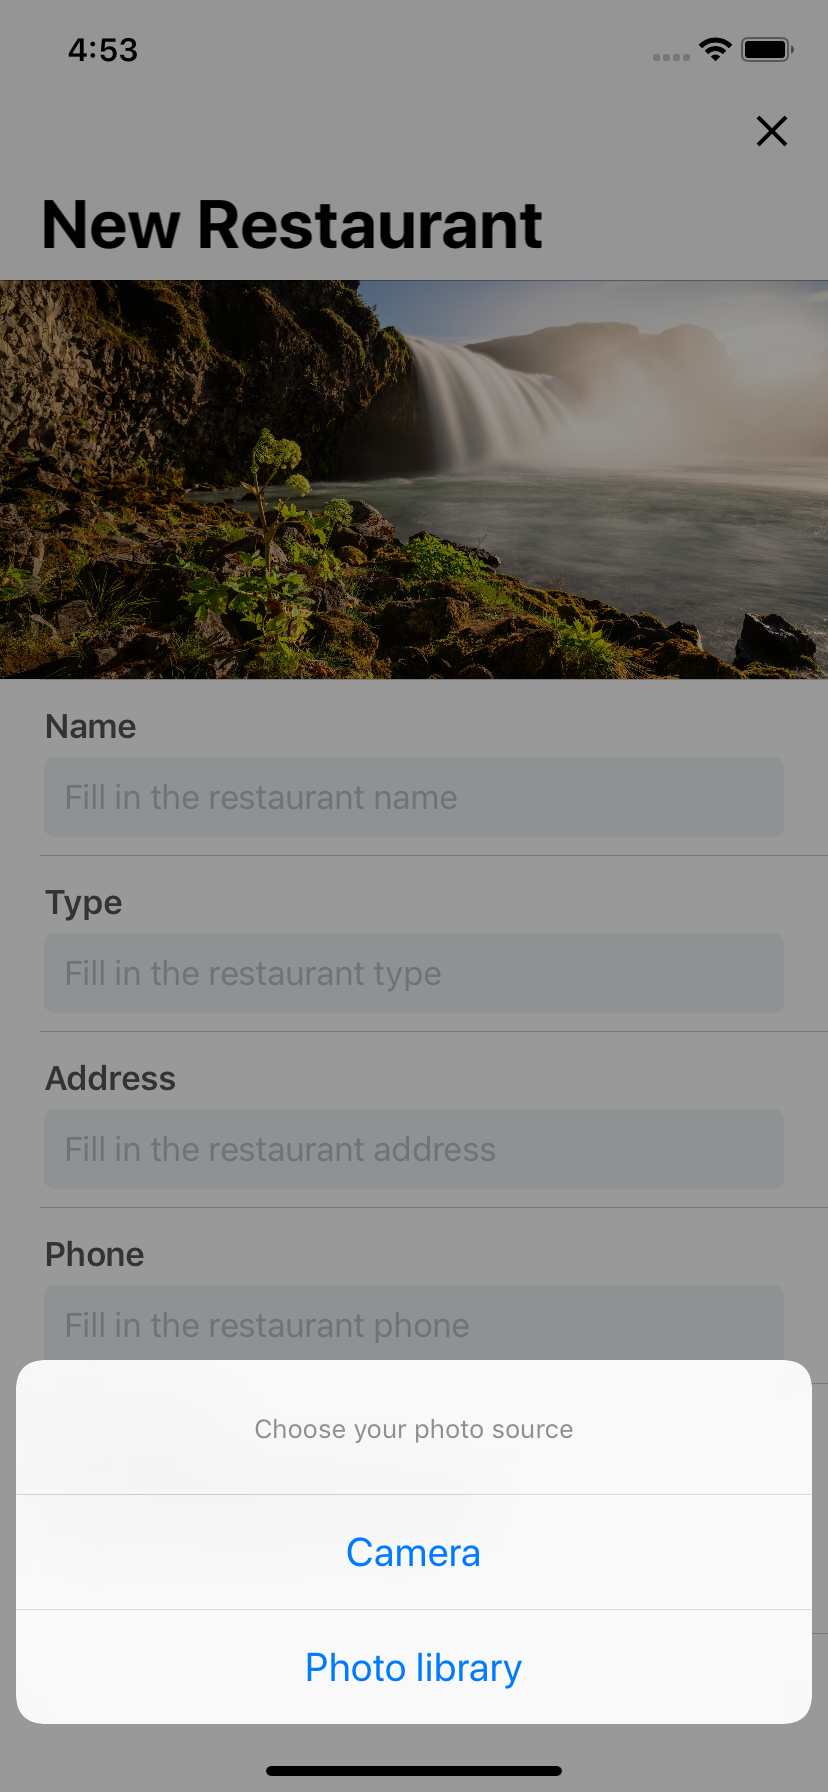 4:53
New Restaurant
Name
Fill in the restaurant name
Type
Fill in the restaurant type
Address
Fill in the restaurant address
Phone
Fill in the restaurant phone
Choose your photo source
Camera
Photo library